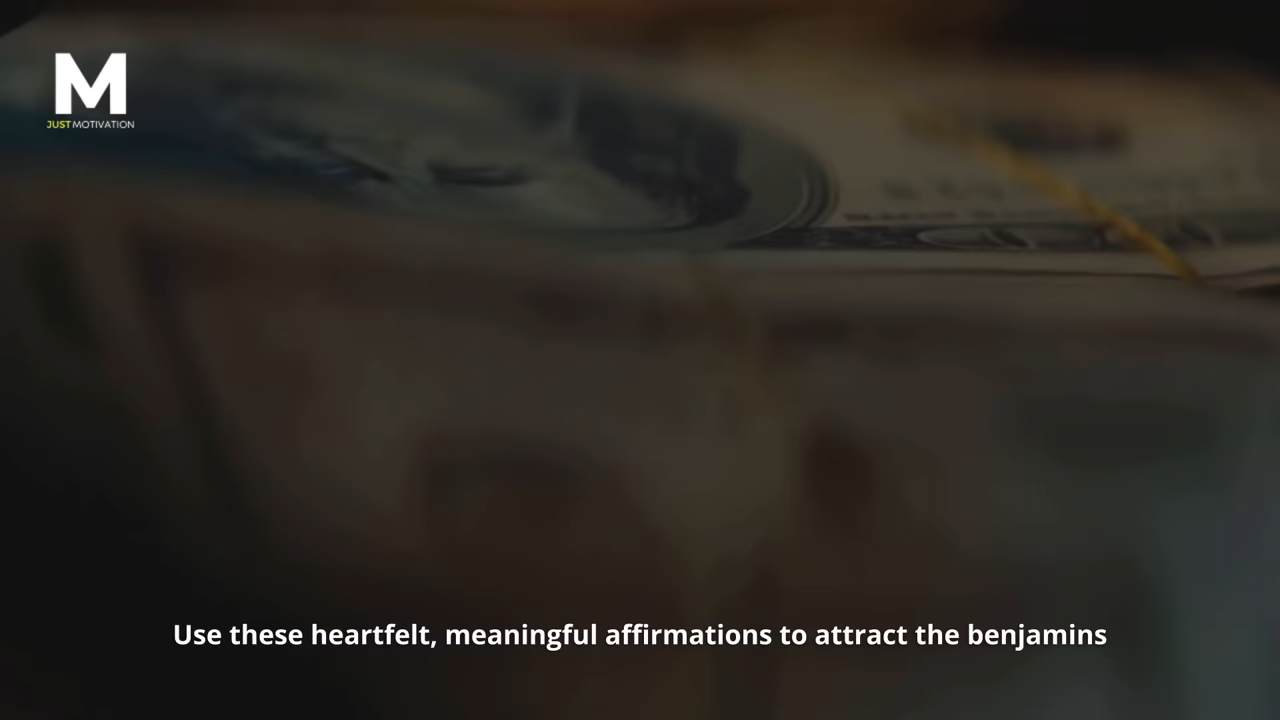 M
JUST MOTIVATION
Use these heartfelt, meaningful affirmations to attract the benjamins